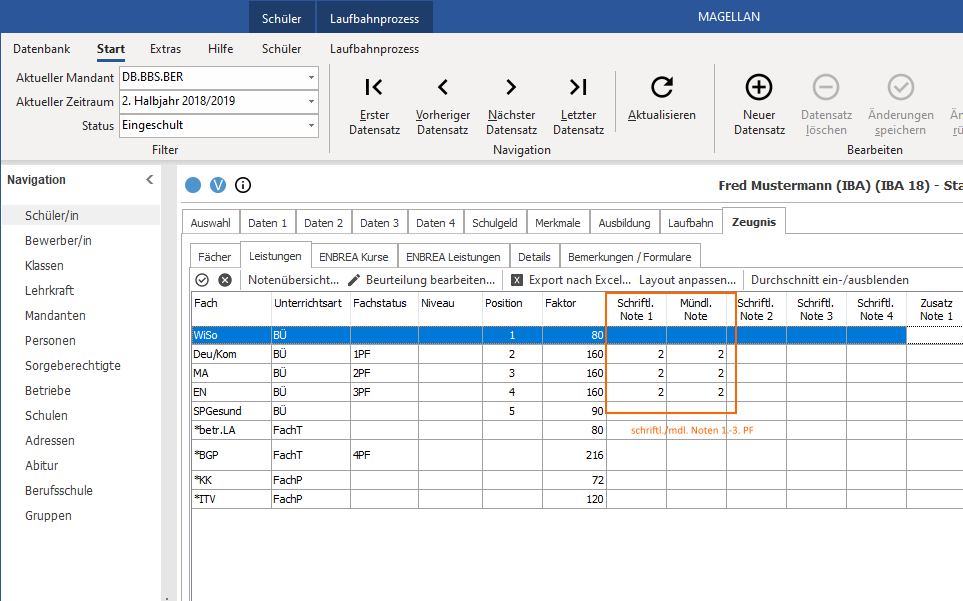 Schüler Laufbahnprozess MAGELLAN
Datenbank Start Extras Hilfe Schüler Laufbahnprozess
Aktueller Mandant DB.BBS.BER
Aktueller Zeitraum 2. Halbjahr 2018/2019
Status Eingeschult
Filter
Erster Datensatz
Vorheriger Datensatz
Nächster Datensatz
Letzter Datensatz
Aktualisieren
Navigation
Neuer Datensatz
Datensatz löschen
Änderungen speichern
Bearbeiten
Navigation
Schüler/in
Bewerber/in
Klassen
Lehrkraft
Mandanten
Personen
Sorgeberechtigte
Betriebe
Schulen
Adressen
Abitur
Berufsschule
Gruppen
V Fred Mustermann (IBA) (IBA 18) - Sta
Auswahl Daten 1 Daten 2 Daten 3 Daten 4 Schulgeld Merkmale Ausbildung Laufbahn Zeugnis
Fächer Leistungen ENBREA Kurse ENBREA Leistungen Details Bemerkungen / Formulare
Notenübersicht... Beurteilung bearbeiten... X Export nach Excel... Layout anpassen... Durchschnitt ein-/ausblenden
Fach Unterrichtsart Fachstatus Niveau Position Faktor Schriftl. Note 1 Mündl. Note Schriftl. Note 2 Schriftl. Note 3 Schriftl. Note 4 Zusatz Note 1
WiSo BÜ 1 80
Deu/Kom BÜ 1PF 2 160 2 2
MA BÜ 2PF 3 160 2 2
EN BÜ 3PF 4 160 2 2
SPGesund BÜ 5 90
*betr.LA FachT 80
schriftl./mdl. Noten 1.-3. PF
*BGP FachT 4PF 216
*KK FachP 72
*ITV FachP 120